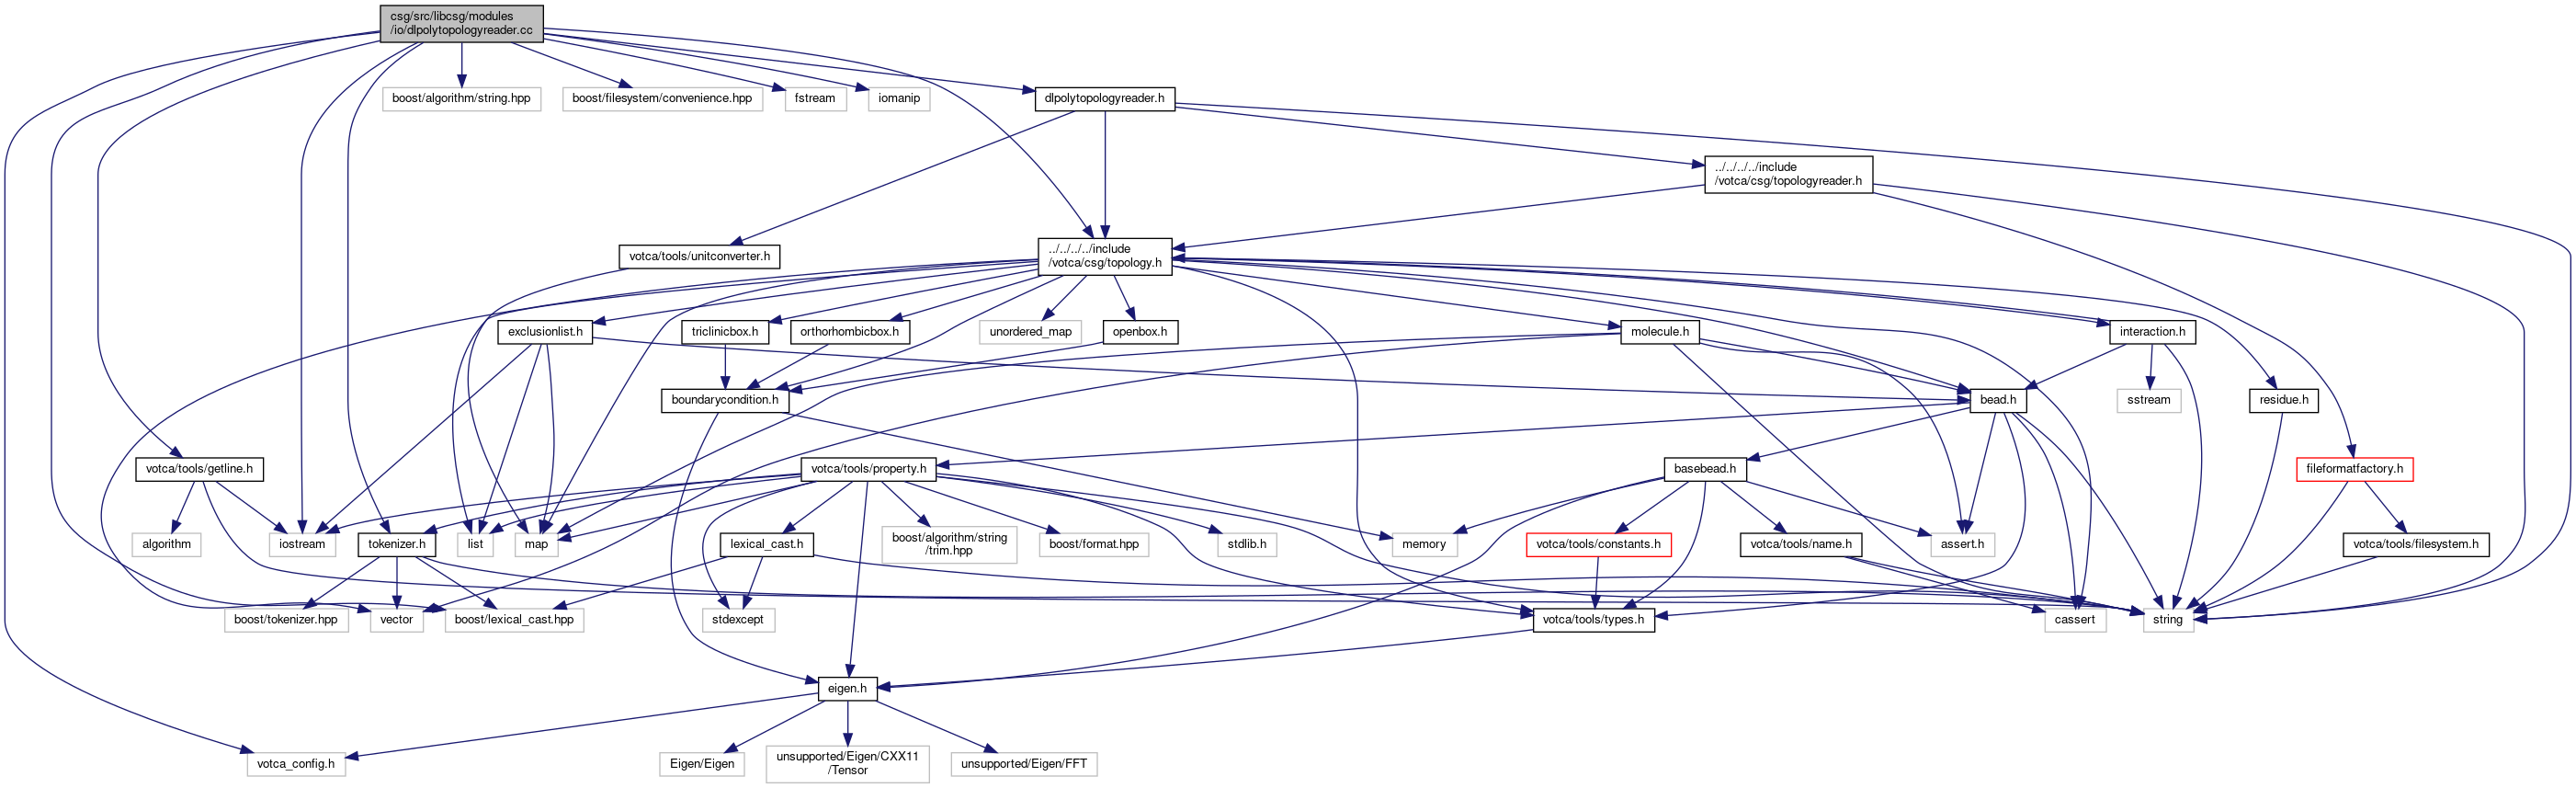 csg/src/libcsg/modules
/io/dlpolytopologyreader.cc
boost/algorithm/string.hpp
boost/filesystem/convenience.hpp
fstream
iomanip
dlpolytopologyreader.h
../../../../include
/votca/csg/topologyreader.h
votca/tools/unitconverter.h
../../../../include
/votca/csg/topology.h
exclusionlist.h
triclinicbox.h
orthorhombicbox.h
unordered_map
openbox.h
molecule.h
interaction.h
boundarycondition.h
bead.h
sstream
residue.h
votca/tools/getline.h
votca/tools/property.h
basebead.h
fileformatfactory.h
algorithm
iostream
tokenizer.h
list
map
lexical_cast.h
boost/algorithm/string
/trim.hpp
boost/format.hpp
stdlib.h
memory
votca/tools/constants.h
votca/tools/name.h
assert.h
votca/tools/filesystem.h
boost/tokenizer.hpp
vector
boost/lexical_cast.hpp
stdexcept
votca/tools/types.h
cassert
string
eigen.h
votca_config.h
Eigen/Eigen
unsupported/Eigen/CXX11
/Tensor
unsupported/Eigen/FFT